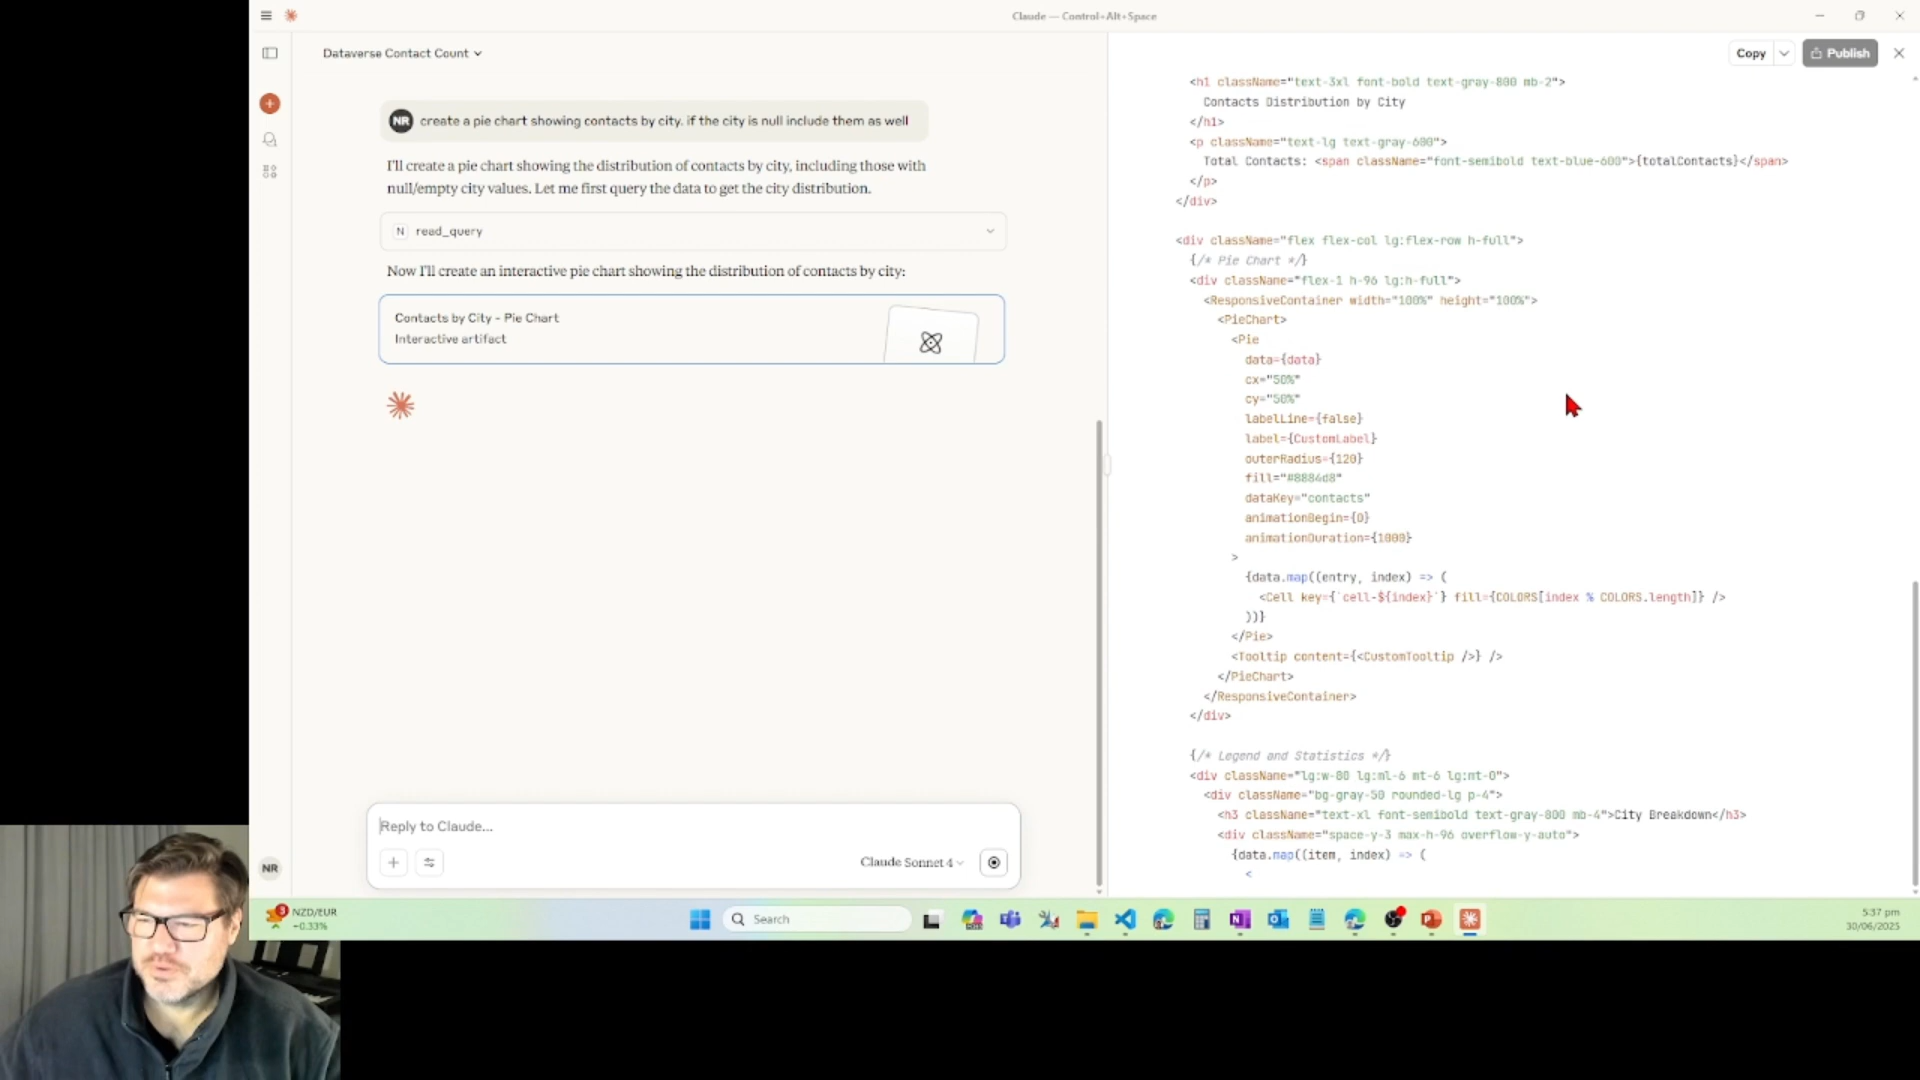 Claude — Control+Alt+Space
Dataverse Contact Count
Copy
Publish
NR
create a pie chart showing contacts by city. if the city is null include them as well
I'll create a pie chart showing the distribution of contacts by city, including those with
null/empty city values. Let me first query the data to get the city distribution.
N
read_query
Now I'll create an interactive pie chart showing the distribution of contacts by city:
Contacts by City - Pie Chart
Interactive artifact
Reply to Claude...
Claude Sonnet 4
NR
<h1 className="text-3xl font-bold text-gray-800 mb-2">
Contacts Distribution by City
</h1>
<p className="text-lg text-gray-600">
Total Contacts: <span className="font-semibold text-blue-600">{totalContacts}</span>
</p>
</div>
<div className="flex flex-col lg:flex-row h-full">
{/* Pie Chart */}
<div className="flex-1 h-96 lg:h-full">
<ResponsiveContainer width="100%" height="100%">
<PieChart>
<Pie
data={data}
cx="50%"
cy="50%"
labelLine={false}
label={CustomLabel}
outerRadius={120}
fill="#8884d8"
dataKey="contacts"
animationBegin={0}
animationDuration={1000}
>
{data.map((entry, index) => (
<Cell key={`cell-${index}`} fill={COLORS[index % COLORS.length]} />
))}
</Pie>
<Tooltip content={<CustomTooltip />} />
</PieChart>
</ResponsiveContainer>
</div>
{/* Legend and Statistics */}
<div className="lg:w-80 lg:ml-6 mt-6 lg:mt-0">
<div className="bg-gray-50 rounded-lg p-4">
<h3 className="text-xl font-semibold text-gray-800 mb-4">City Breakdown</h3>
<div className="space-y-3 max-h-96 overflow-y-auto">
{data.map((item, index) => (
<
3
NZD/EUR
-0.33%
Search
5:37 pm
30/06/2025